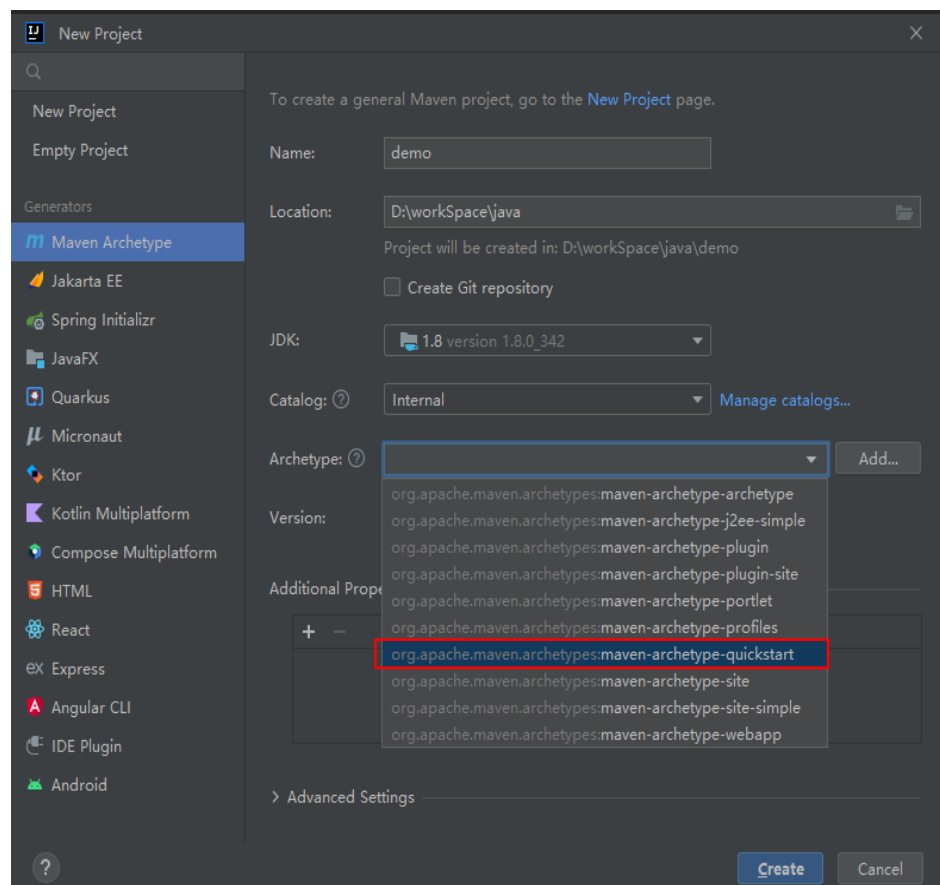 New Project
New Project
Empty Project
Generators
Maven Archetype
Jakarta EE
Spring Initializr
JavaFX
Quarkus
Micronaut
Ktor
Kotlin Multiplatform
Compose Multiplatform
HTML
React
Express
Angular CLI
IDE Plugin
Android
To create a general Maven project, go to the New Project page.
Name: demo
Location: D:\workSpace\java
Project will be created in: D:\workSpace\java\demo
Create Git repository
JDK: 1.8 version 1.8.0_342
Catalog: ? Internal Manage catalogs...
Archetype: ? Add...
org.apache.maven.archetypes:maven-archetype-archetype
org.apache.maven.archetypes:maven-archetype-j2ee-simple
Version:
org.apache.maven.archetypes:maven-archetype-plugin
org.apache.maven.archetypes:maven-archetype-plugin-site
Additional Prope
org.apache.maven.archetypes:maven-archetype-portlet
org.apache.maven.archetypes:maven-archetype-profiles
org.apache.maven.archetypes:maven-archetype-quickstart
org.apache.maven.archetypes:maven-archetype-site
org.apache.maven.archetypes:maven-archetype-site-simple
org.apache.maven.archetypes:maven-archetype-webapp
Advanced Settings
? Create Cancel